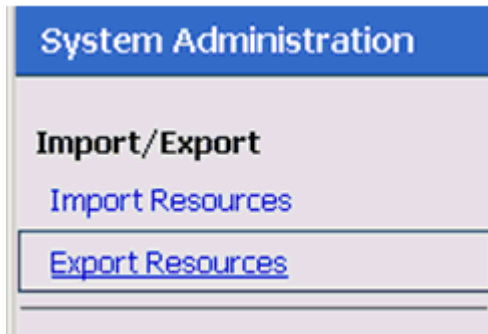 System Administration
Import/Export
Import Resources
Export Resources